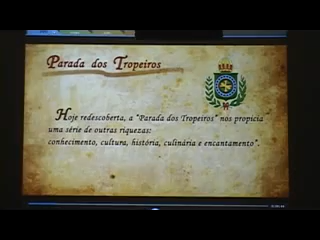 Parada dos Tropeiros
Hoje redescoberta, a "Parada dos Tropeiros" nos propicia
uma série de outras riquezas:
conhecimento, cultura, história, culinária e encantamento".